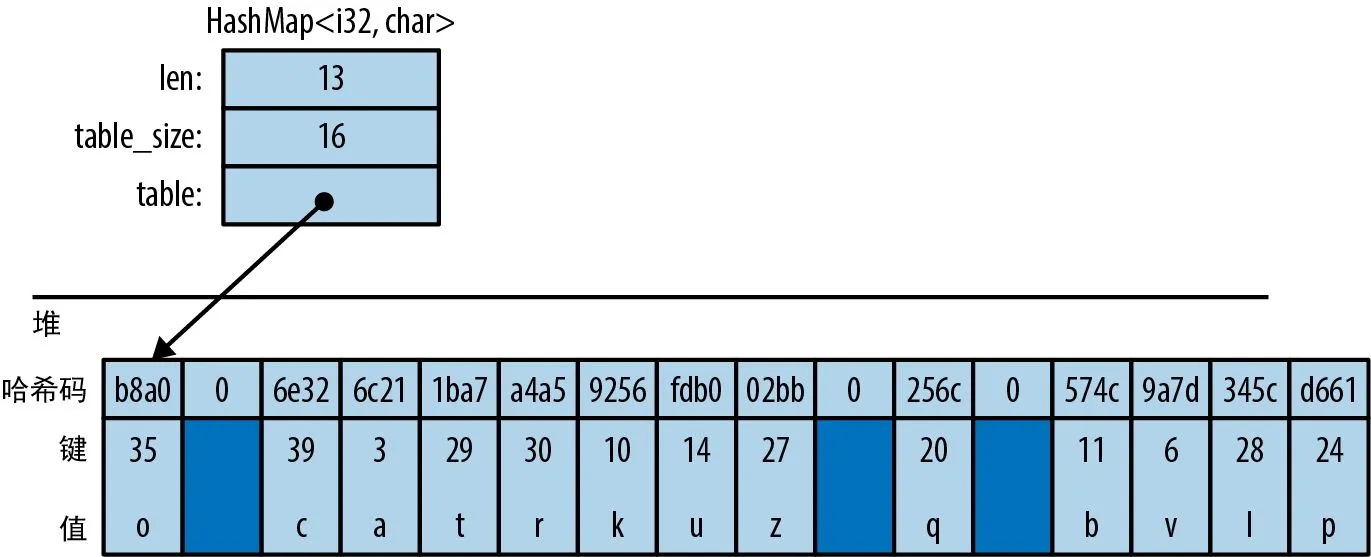 HashMap<i32, char>
len: 13
table_size: 16
table:
堆
哈希码 b8a0 0 6e32 6c21 1ba7 a4a5 9256 fdb0 02bb 0 256c 0 574c 9a7d 345c d661
键 35 39 3 29 30 10 14 27 20 11 6 28 24
值 o c a t r k u z q b v l p